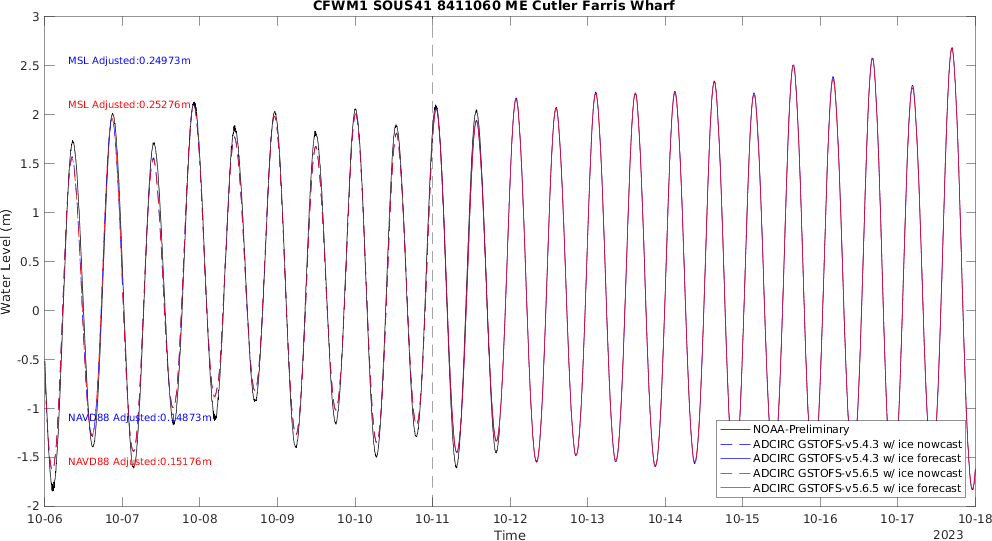 CFWM1 SOUS41 8411060 ME Cutler Farris Wharf
3
2.5
2
1.5
1
0.5
0
-0.5
-1
-1.5
-2
Water Level (m)
MSL Adjusted:0.24973m
MSL Adjusted:0.25276m
NAVD88 Adjusted:0.14873m
NAVD88 Adjusted:0.15176m
NOAA-Preliminary
ADCIRC GSTOFS-v5.4.3 w/ ice nowcast
ADCIRC GSTOFS-v5.4.3 w/ ice forecast
ADCIRC GSTOFS-v5.6.5 w/ ice nowcast
ADCIRC GSTOFS-v5.6.5 w/ ice forecast
10-06 10-07 10-08 10-09 10-10 10-11 10-12 10-13 10-14 10-15 10-16 10-17 10-18
Time
2023